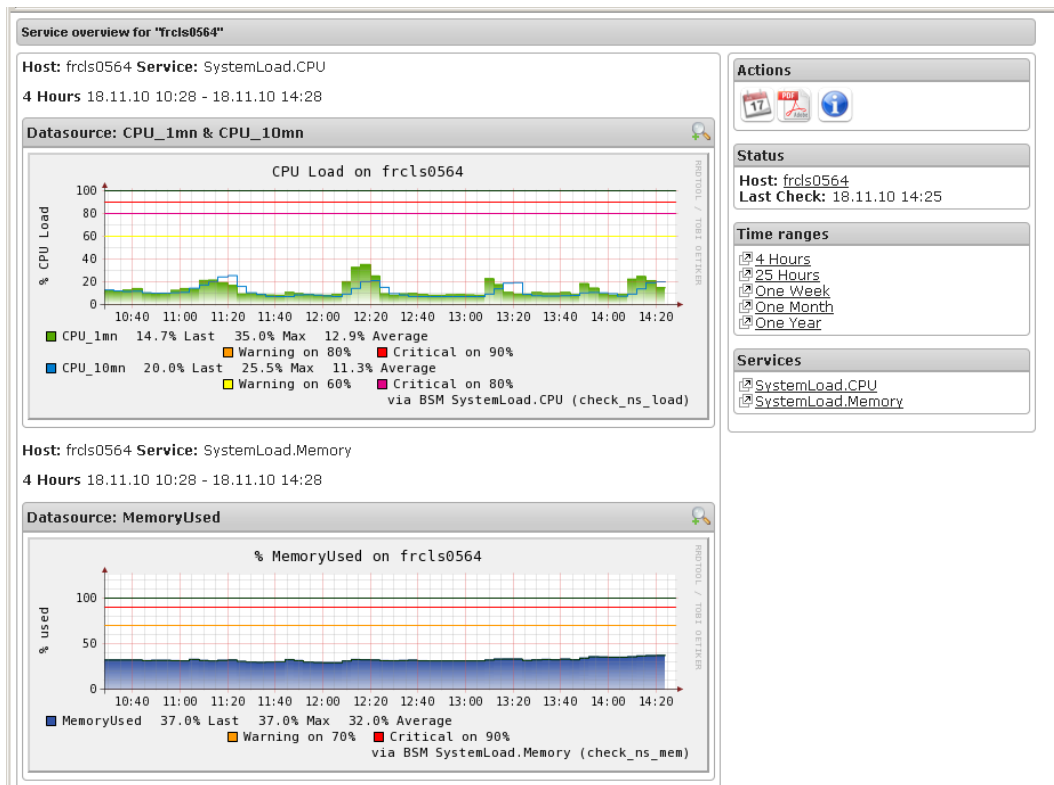 Service overview for "frcls0564"
Host: frcls0564 Service: SystemLoad.CPU
4 Hours 18.11.10 10:28 - 18.11.10 14:28
Datasource: CPU_1mn & CPU_10mn
CPU Load on frcls0564
RRDTOOL / TOBI OETIKER
% CPU Load
100
80
60
40
20
0
10:40 11:00 11:20 11:40 12:00 12:20 12:40 13:00 13:20 13:40 14:00 14:20
CPU_1mn 14.7% Last 35.0% Max 12.9% Average
Warning on 80% Critical on 90%
CPU_10mn 20.0% Last 25.5% Max 11.3% Average
Warning on 60% Critical on 80%
via BSM SystemLoad.CPU (check_ns_load)
Host: frcls0564 Service: SystemLoad.Memory
4 Hours 18.11.10 10:28 - 18.11.10 14:28
Datasource: MemoryUsed
% MemoryUsed on frcls0564
RRDTOOL / TOBI OETIKER
% used
100
50
0
10:40 11:00 11:20 11:40 12:00 12:20 12:40 13:00 13:20 13:40 14:00 14:20
MemoryUsed 37.0% Last 37.0% Max 32.0% Average
Warning on 70% Critical on 90%
via BSM SystemLoad.Memory (check_ns_mem)
Actions
17
PDF
Adobe
Status
Host: frcls0564
Last Check: 18.11.10 14:25
Time ranges
4 Hours
25 Hours
One Week
One Month
One Year
Services
SystemLoad.CPU
SystemLoad.Memory